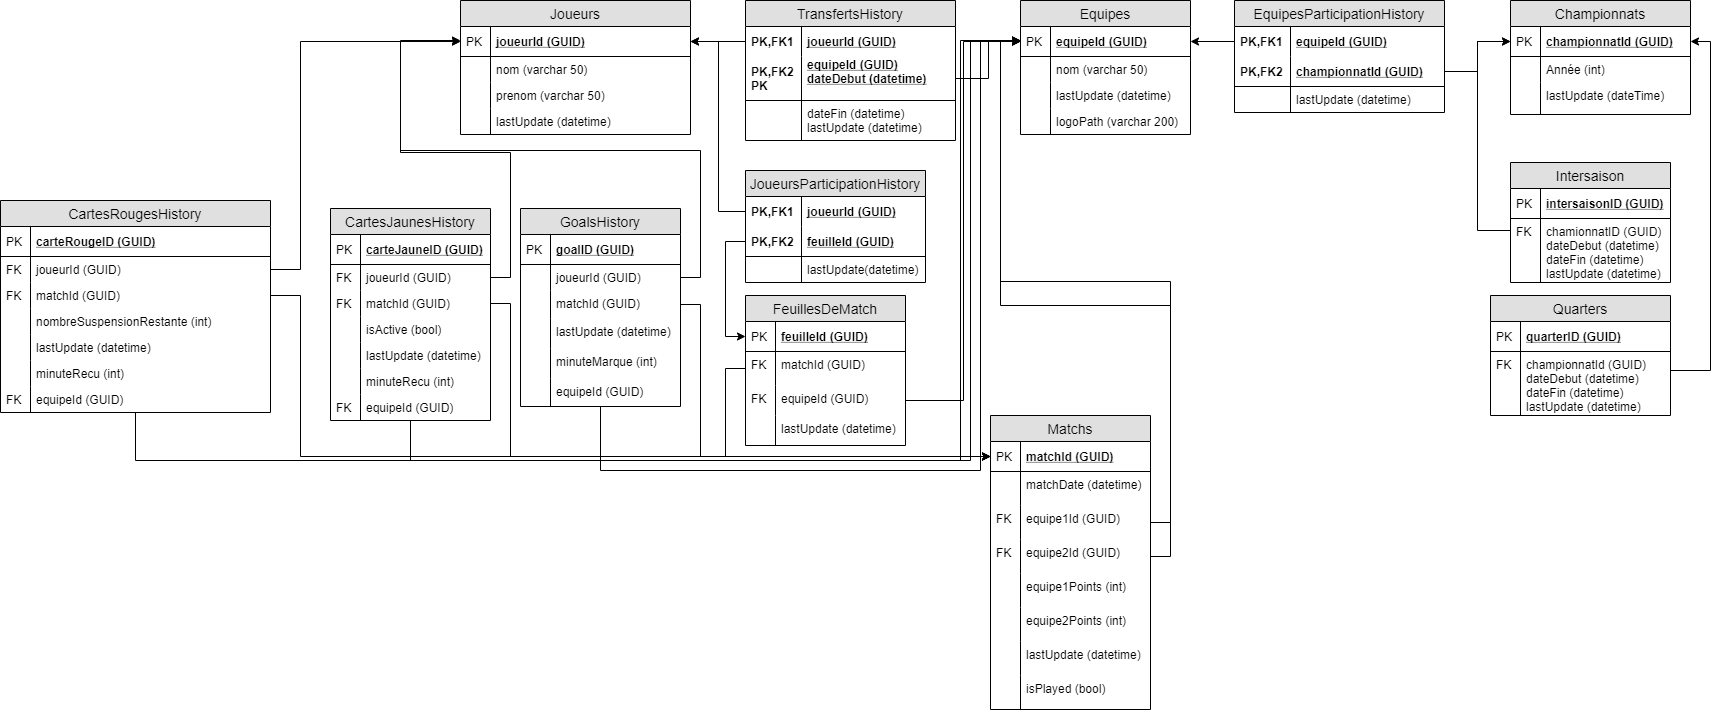 Joueurs
PK joueurId (GUID)
nom (varchar 50)
prenom (varchar 50)
lastUpdate (datetime)
TransfertsHistory
PK,FK1 joueurId (GUID)
PK,FK2 equipeId (GUID)
PK dateDebut (datetime)
dateFin (datetime)
lastUpdate (datetime)
Equipes
PK equipeId (GUID)
nom (varchar 50)
lastUpdate (datetime)
logoPath (varchar 200)
EquipesParticipationHistory
PK,FK1 equipeId (GUID)
PK,FK2 championnatId (GUID)
lastUpdate (datetime)
Championnats
PK championnatId (GUID)
Année (int)
lastUpdate (dateTime)
CartesRougesHistory
PK carteRougeID (GUID)
FK joueurId (GUID)
FK matchId (GUID)
nombreSuspensionRestante (int)
lastUpdate (datetime)
minuteRecu (int)
FK equipeId (GUID)
CartesJaunesHistory
PK carteJauneID (GUID)
FK joueurId (GUID)
FK matchId (GUID)
isActive (bool)
lastUpdate (datetime)
minuteRecu (int)
FK equipeId (GUID)
GoalsHistory
PK goalID (GUID)
joueurId (GUID)
matchId (GUID)
lastUpdate (datetime)
minuteMarque (int)
equipeId (GUID)
JoueursParticipationHistory
PK,FK1 joueurId (GUID)
PK,FK2 feuilleId (GUID)
lastUpdate(datetime)
FeuillesDeMatch
PK feuilleId (GUID)
FK matchId (GUID)
FK equipeId (GUID)
lastUpdate (datetime)
Intersaison
PK intersaisonID (GUID)
FK chamionnatID (GUID)
dateDebut (datetime)
dateFin (datetime)
lastUpdate (datetime)
Quarters
PK quarterID (GUID)
FK championnatId (GUID)
dateDebut (datetime)
dateFin (datetime)
lastUpdate (datetime)
Matchs
PK matchId (GUID)
matchDate (datetime)
FK equipe1Id (GUID)
FK equipe2Id (GUID)
equipe1Points (int)
equipe2Points (int)
lastUpdate (datetime)
isPlayed (bool)